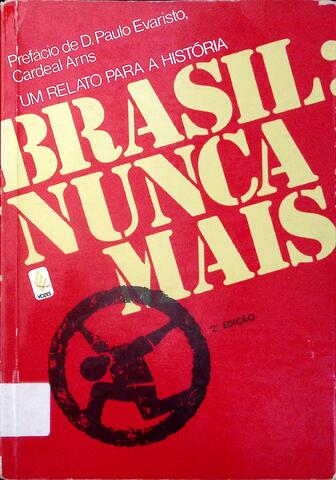 Prefácio de D. Paulo Evaristo,
Cardeal Arns
UM RELATO PARA A HISTÓRIA
BRASIL:
NUNCA
MAIS
VOZES
2ª EDIÇÃO